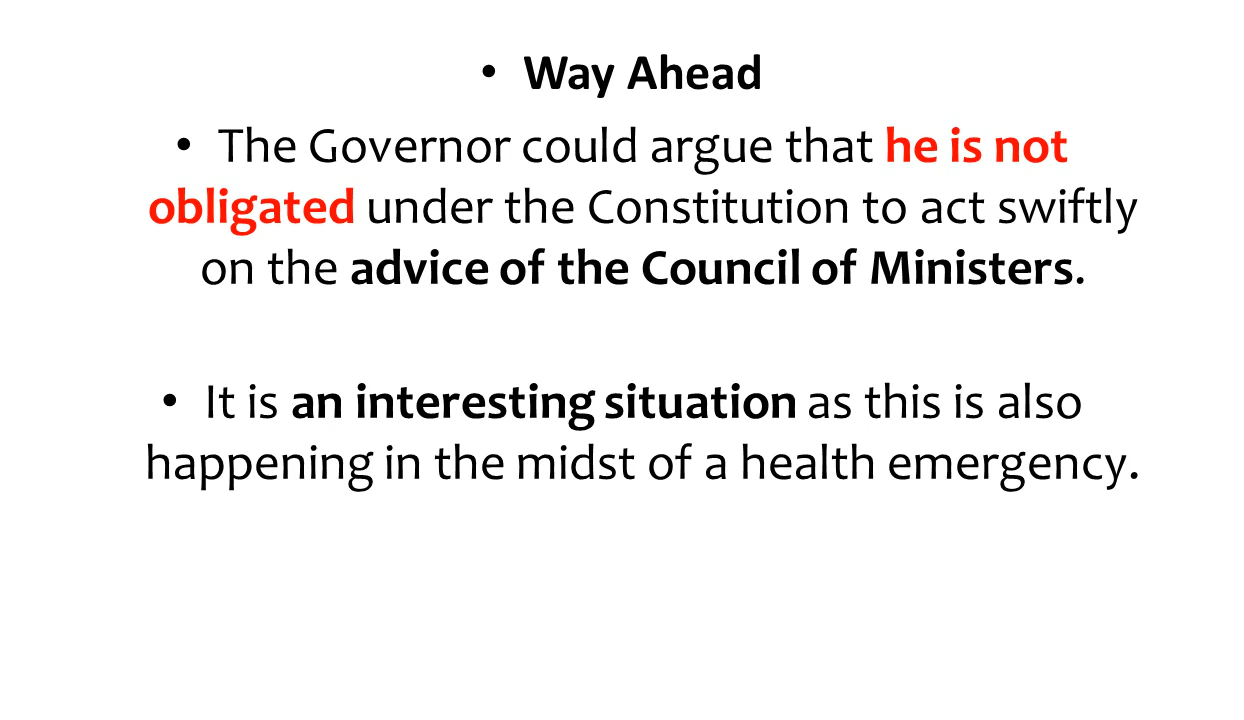 • Way Ahead
• The Governor could argue that he is not
obligated under the Constitution to act swiftly
on the advice of the Council of Ministers.
• It is an interesting situation as this is also
happening in the midst of a health emergency.